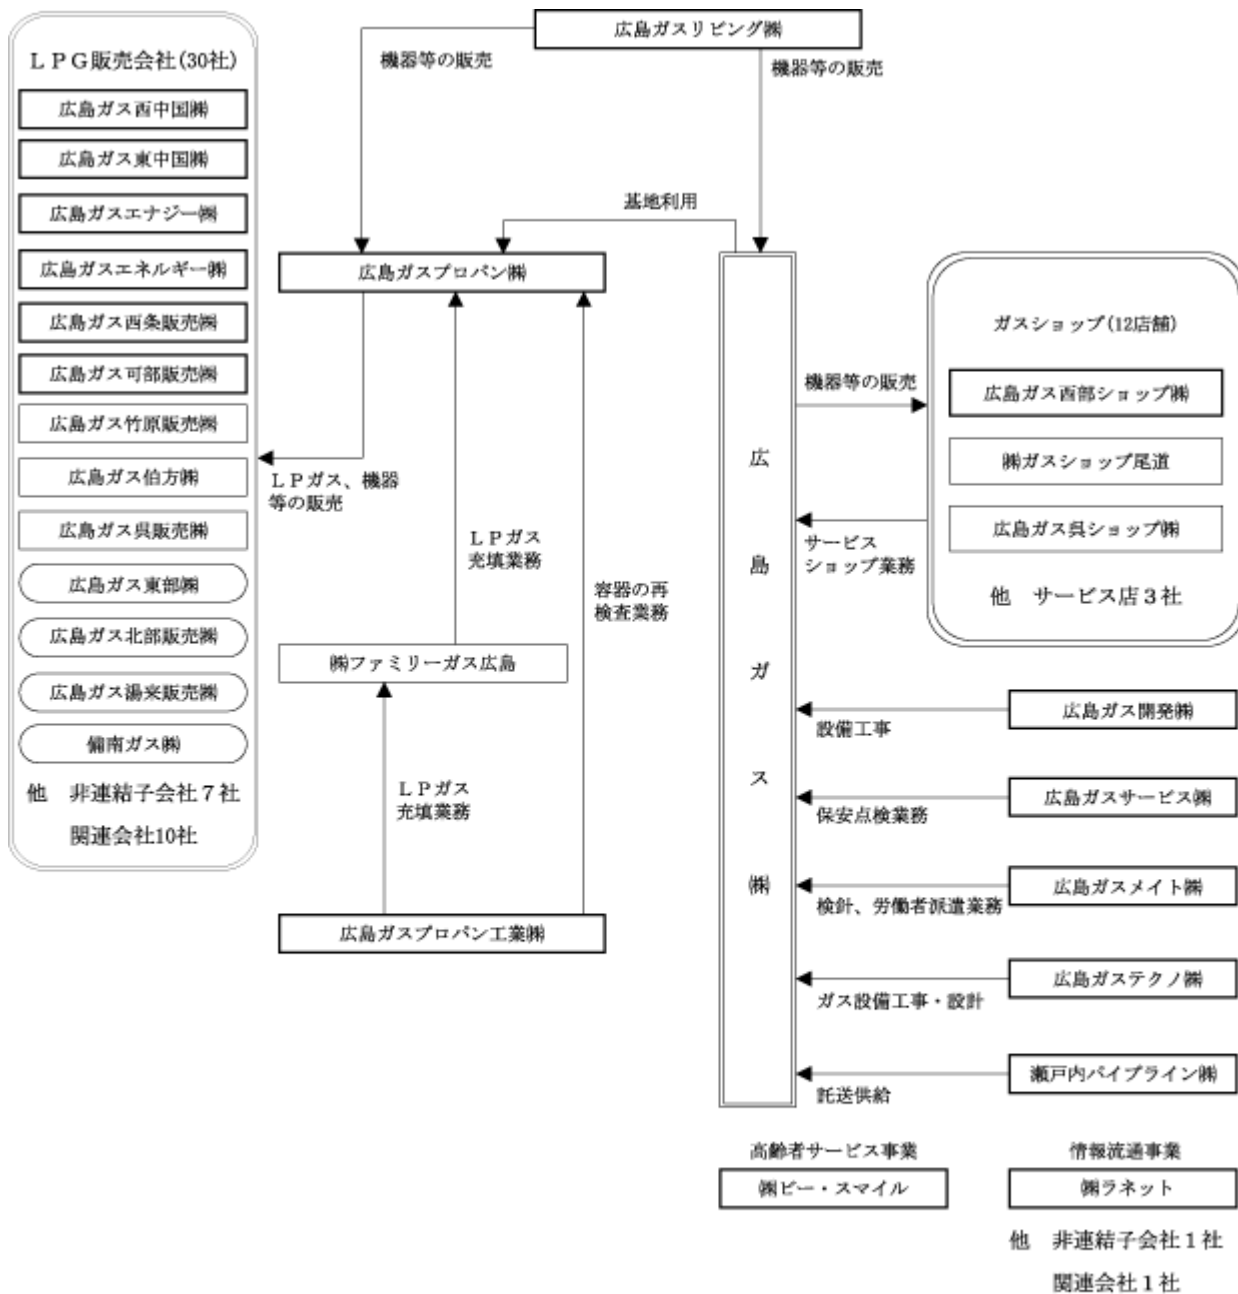 広島ガスリビング㈱
機器等の販売
機器等の販売
ＬＰＧ販売会社(30社)
広島ガス西中国㈱
広島ガス東中国㈱
広島ガスエナジー㈱
広島ガスエネルギー㈱
広島ガス西条販売㈱
広島ガス可部販売㈱
広島ガス竹原販売㈱
広島ガス伯方㈱
広島ガス呉販売㈱
広島ガス東部㈱
広島ガス北部販売㈱
広島ガス湯来販売㈱
備南ガス㈱
他　非連結子会社７社
関連会社10社
基地利用
広島ガスプロパン㈱
ＬＰガス、機器
等の販売
ＬＰガス
充填業務
容器の再
検査業務
㈱ファミリーガス広島
ＬＰガス
充填業務
広島ガスプロパン工業㈱
広島ガス㈱
機器等の販売
サービス
ショップ業務
ガスショップ(12店舗)
広島ガス西部ショップ㈱
㈱ガスショップ尾道
広島ガス呉ショップ㈱
他　サービス店３社
設備工事
広島ガス開発㈱
保安点検業務
広島ガスサービス㈱
検針、労働者派遣業務
広島ガスメイト㈱
ガス設備工事・設計
広島ガステクノ㈱
託送供給
瀬戸内パイプライン㈱
高齢者サービス事業
㈱ビー・スマイル
情報流通事業
㈱ラネット
他　非連結子会社１社
関連会社１社